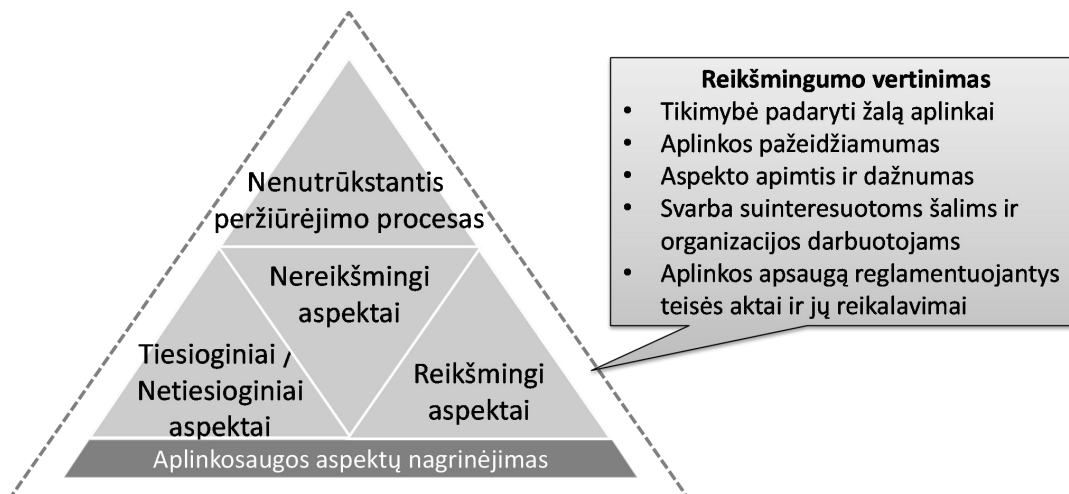 Nenutrūkstantis
peržiūrėjimo procesas
Nereikšmingi
aspektai
Tiesioginiai /
Netiesioginiai
aspektai
Reikšmingi
aspektai
Aplinkosaugos aspektų nagrinėjimas
Reikšmingumo vertinimas
• Tikimybė padaryti žalą aplinkai
• Aplinkos pažeidžiamumas
• Aspekto apimtis ir dažnumas
• Svarba suinteresuotoms šalims ir
organizacijos darbuotojams
• Aplinkos apsaugą reglamentuojantys
teisės aktai ir jų reikalavimai